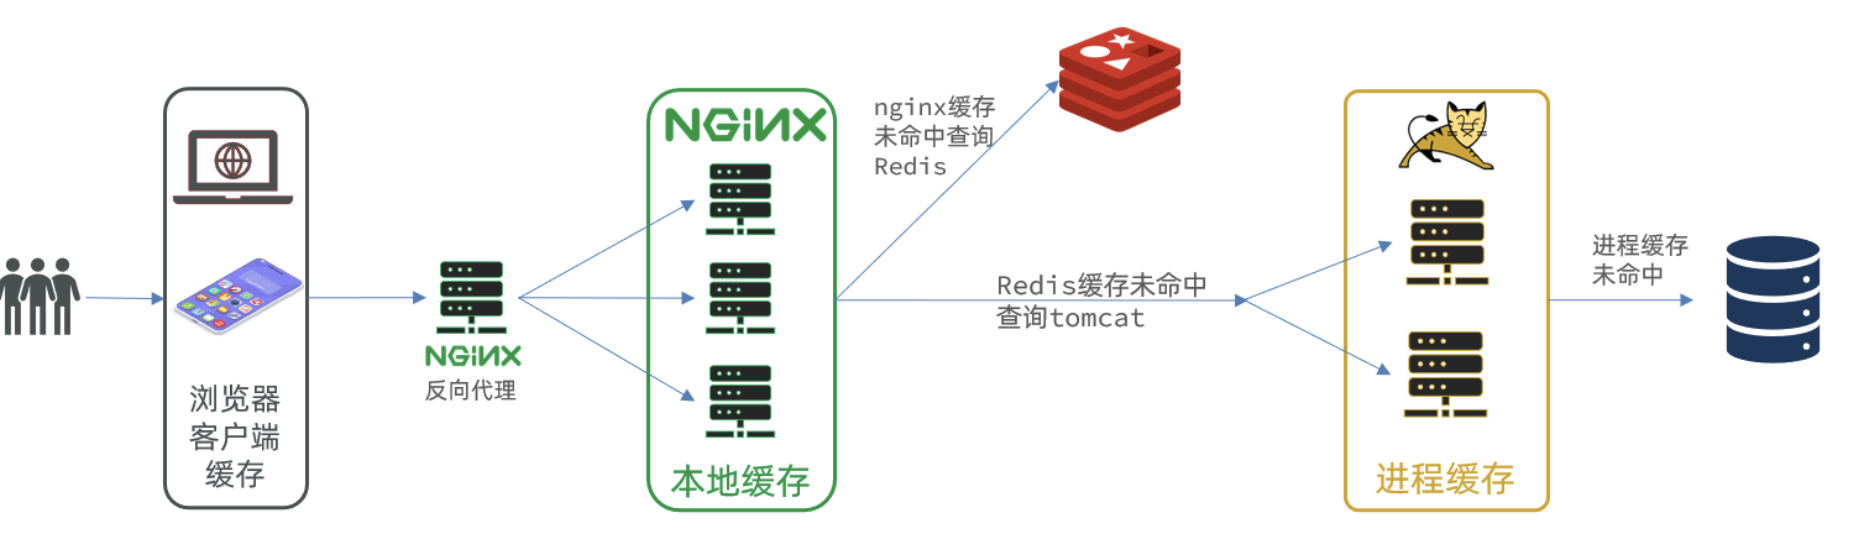 浏览器
客户端
缓存
NGINX
反向代理
NGINX
本地缓存
nginx缓存
未命中查询
Redis
Redis缓存未命中
查询tomcat
进程缓存
进程缓存
未命中